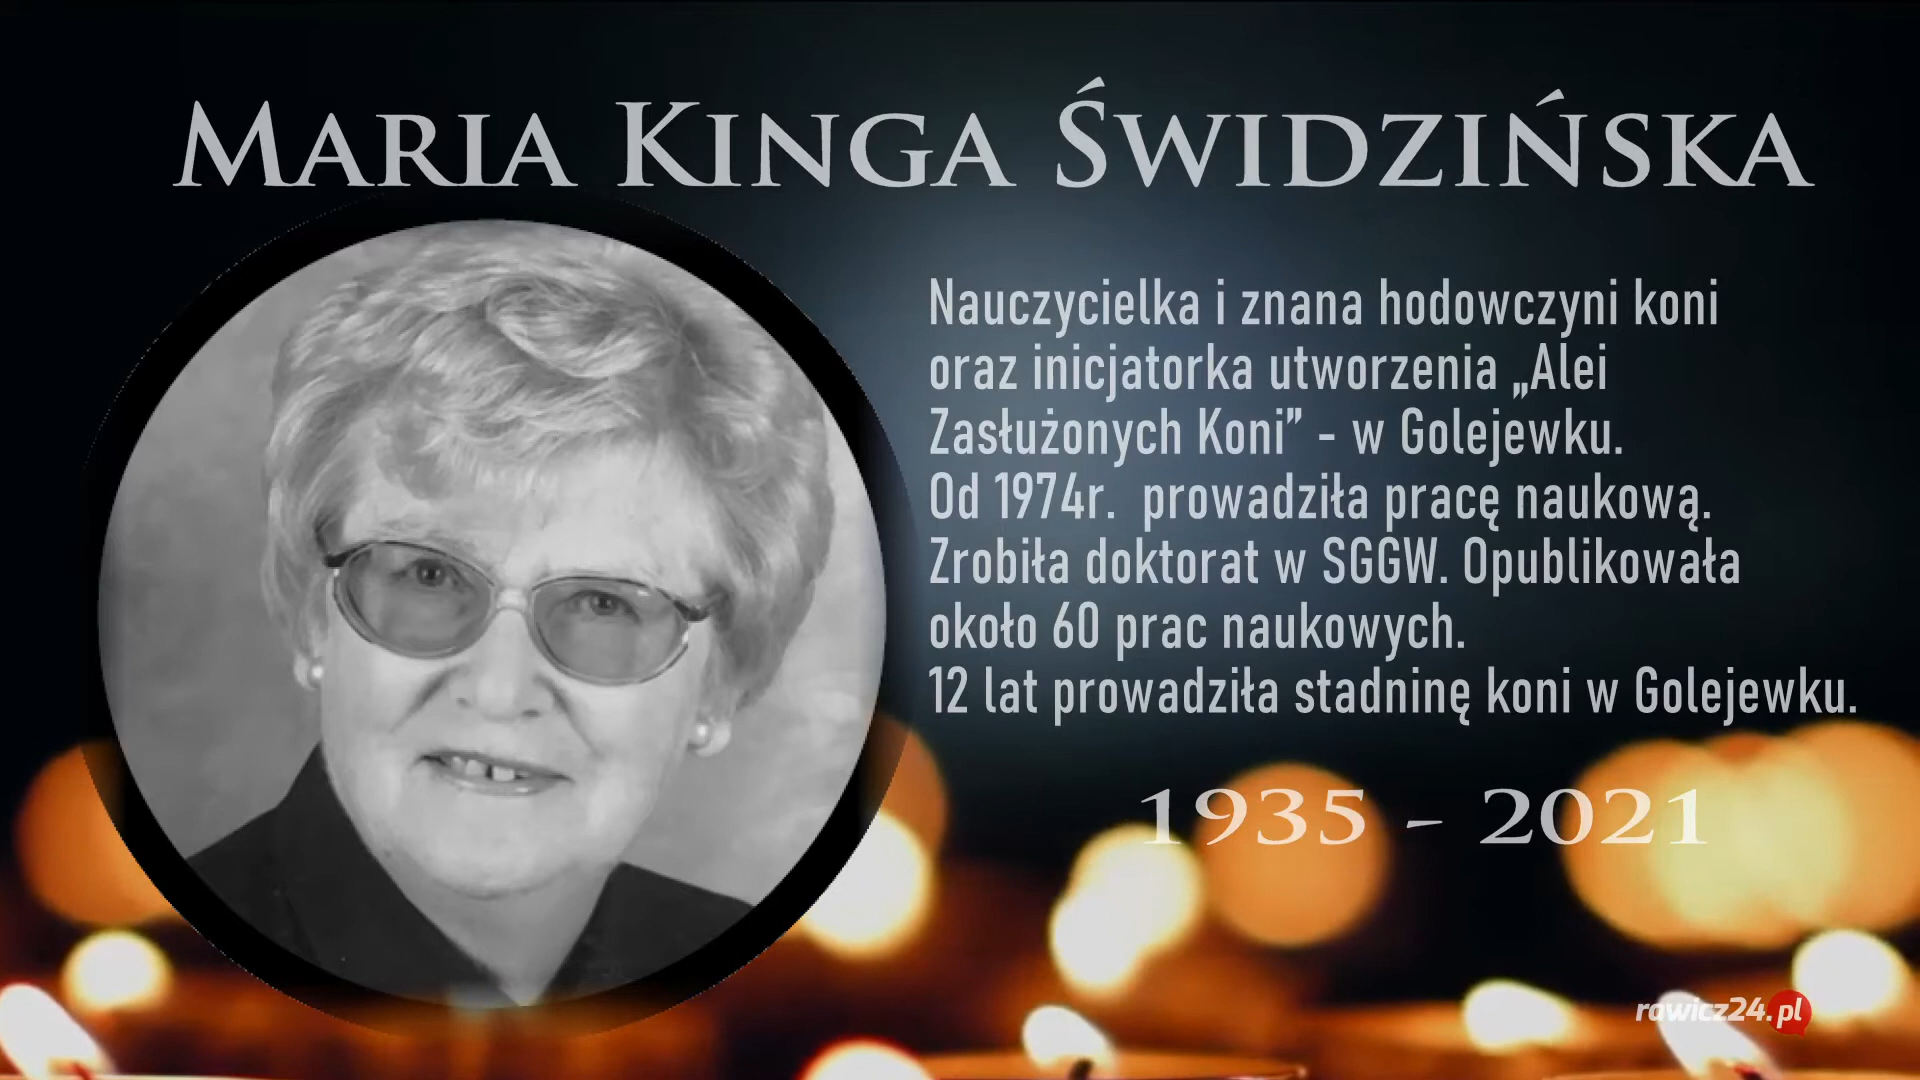 Maria Kinga Świdzińska
Nauczycielka i znana hodowczyni koni
oraz inicjatorka utworzenia „Alei
Zasłużonych Koni” - w Golejewku.
Od 1974r. prowadziła pracę naukową.
Zrobiła doktorat w SGGW. Opublikowała
około 60 prac naukowych.
12 lat prowadziła stadninę koni w Golejewku.
1935 - 2021
rawicz24.pl